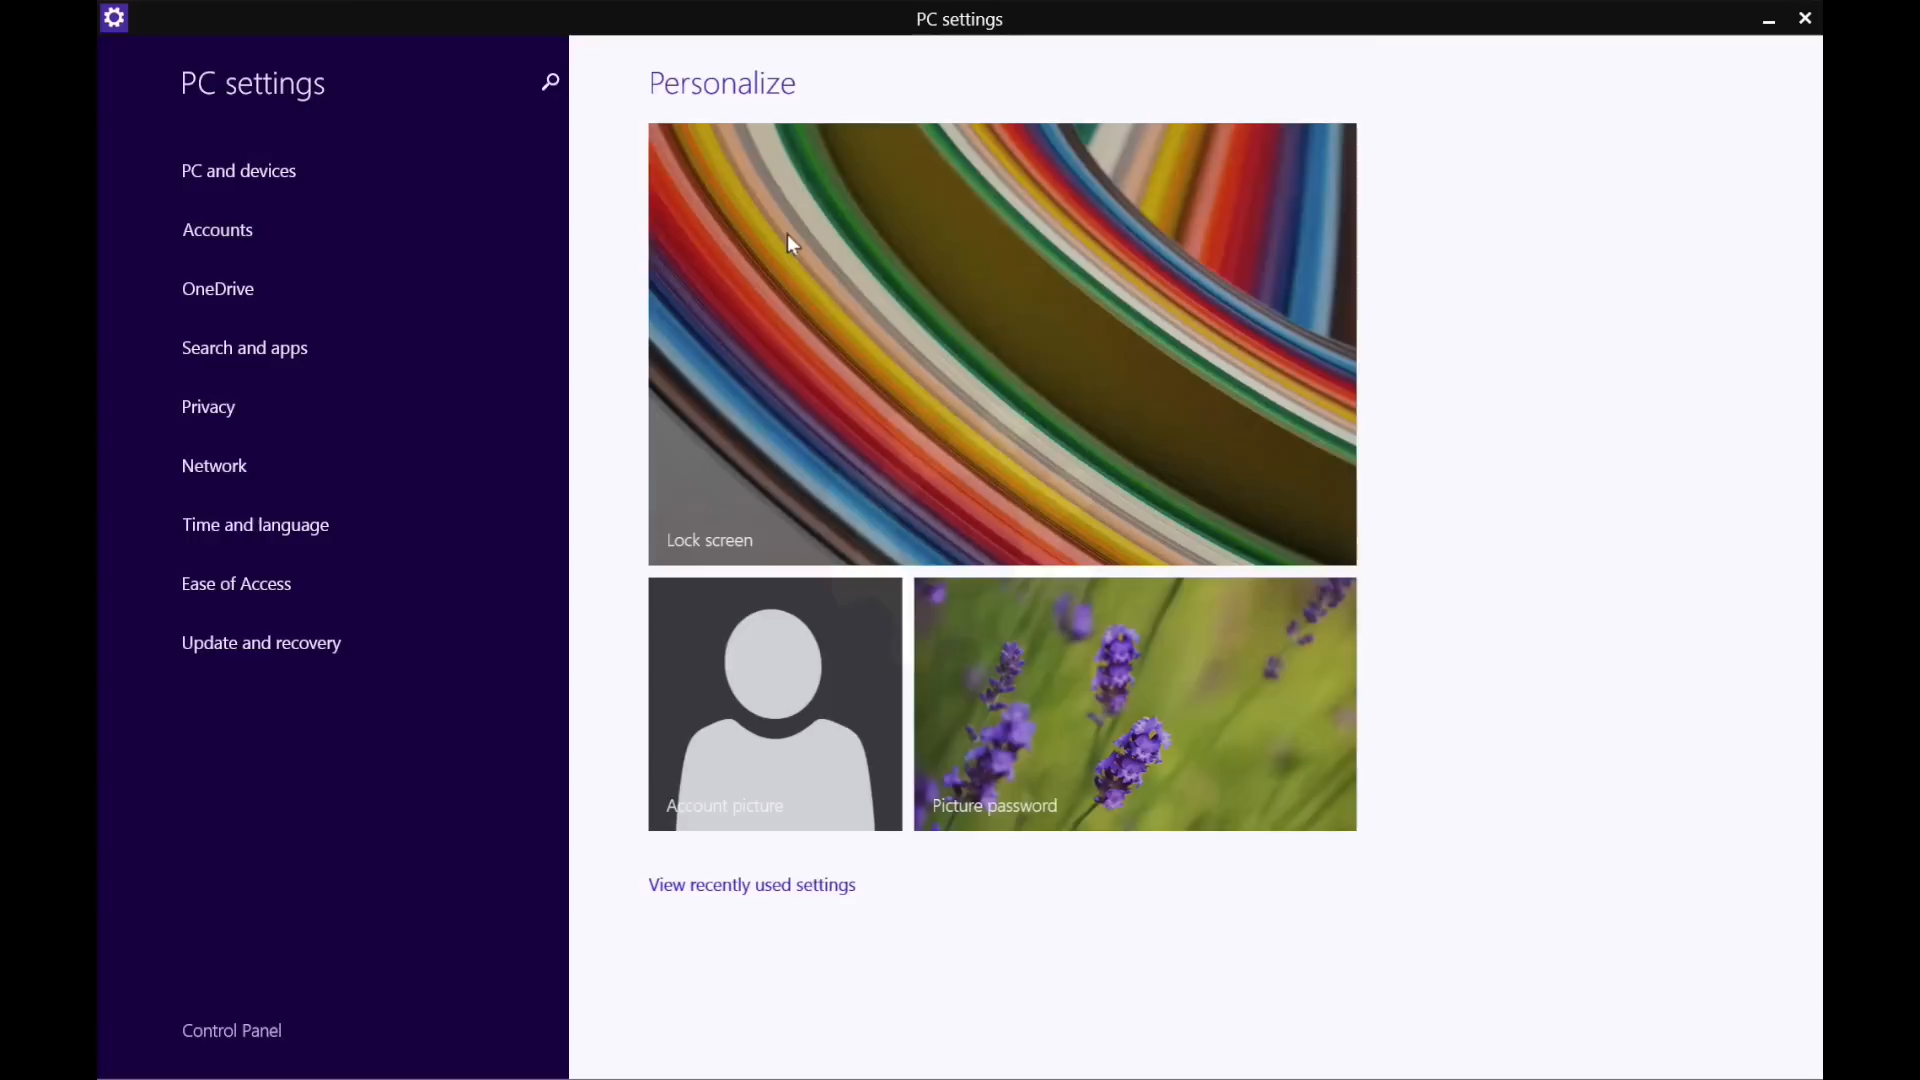 PC settings
PC settings
PC and devices
Accounts
OneDrive
Search and apps
Privacy
Network
Time and language
Ease of Access
Update and recovery
Control Panel
Personalize
Lock screen
Account picture
Picture password
View recently used settings